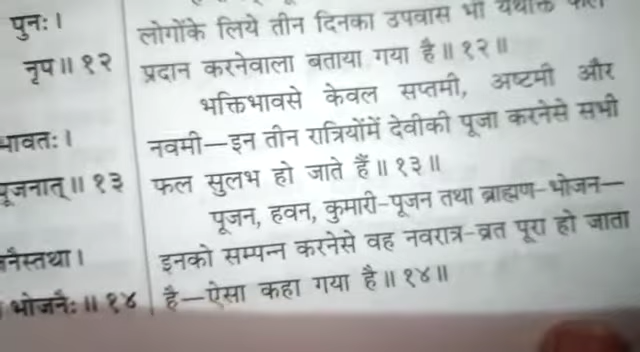 पुनः।
नृप॥ १२
भावतः।
पूजनात्॥ १३
नैस्तथा।
भोजनैः॥ १४
लोगोंके लिये तीन दिनका उपवास भी
प्रदान करनेवाला बताया गया है॥ १२॥
भक्तिभावसे केवल सप्तमी, अष्टमी और
नवमी—इन तीन रात्रियोंमें देवीकी पूजा करनेसे सभी
फल सुलभ हो जाते हैं॥ १३॥
पूजन, हवन, कुमारी-पूजन तथा ब्राह्मण-भोजन—
इनको सम्पन्न करनेसे वह नवरात्र-व्रत पूरा हो जाता
है—ऐसा कहा गया है॥ १४॥